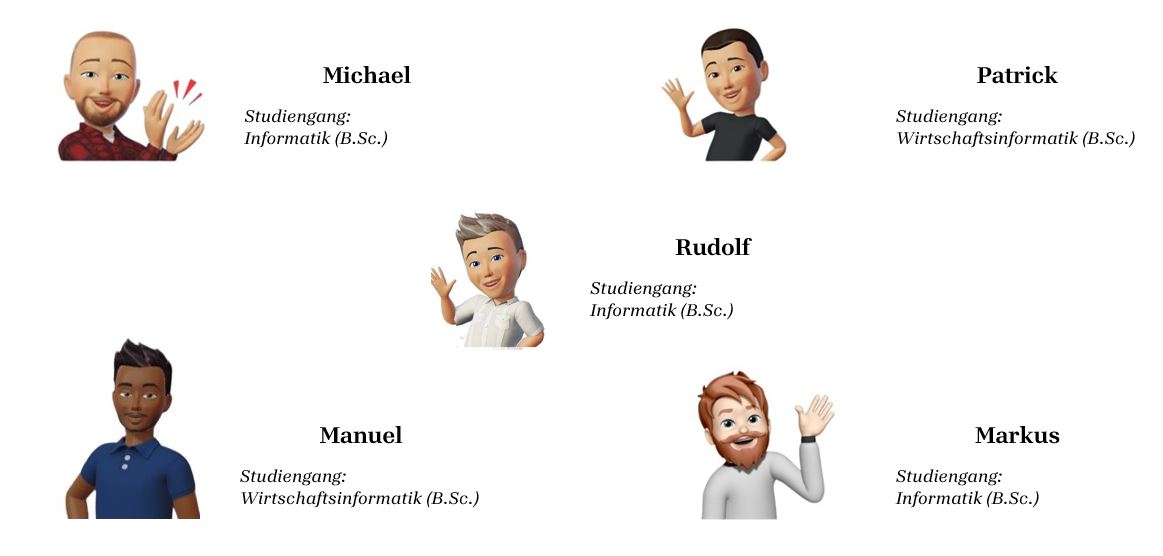 Michael
Studiengang:
Informatik (B.Sc.)
Patrick
Studiengang:
Wirtschaftsinformatik (B.Sc.)
Rudolf
Studiengang:
Informatik (B.Sc.)
Manuel
Studiengang:
Wirtschaftsinformatik (B.Sc.)
Markus
Studiengang:
Informatik (B.Sc.)